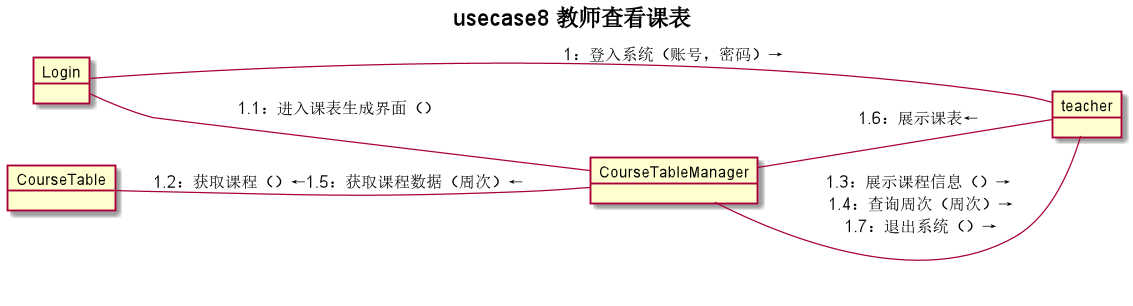 usecase8 教师查看课表
1：登入系统（账号，密码）→
Login
1.1：进入课表生成界面（）
teacher
1.6：展示课表←
CourseTable
1.2：获取课程（）←1.5：获取课程数据（周次）←
CourseTableManager
1.3：展示课程信息（）→
1.4：查询周次（周次）→
1.7：退出系统（）→